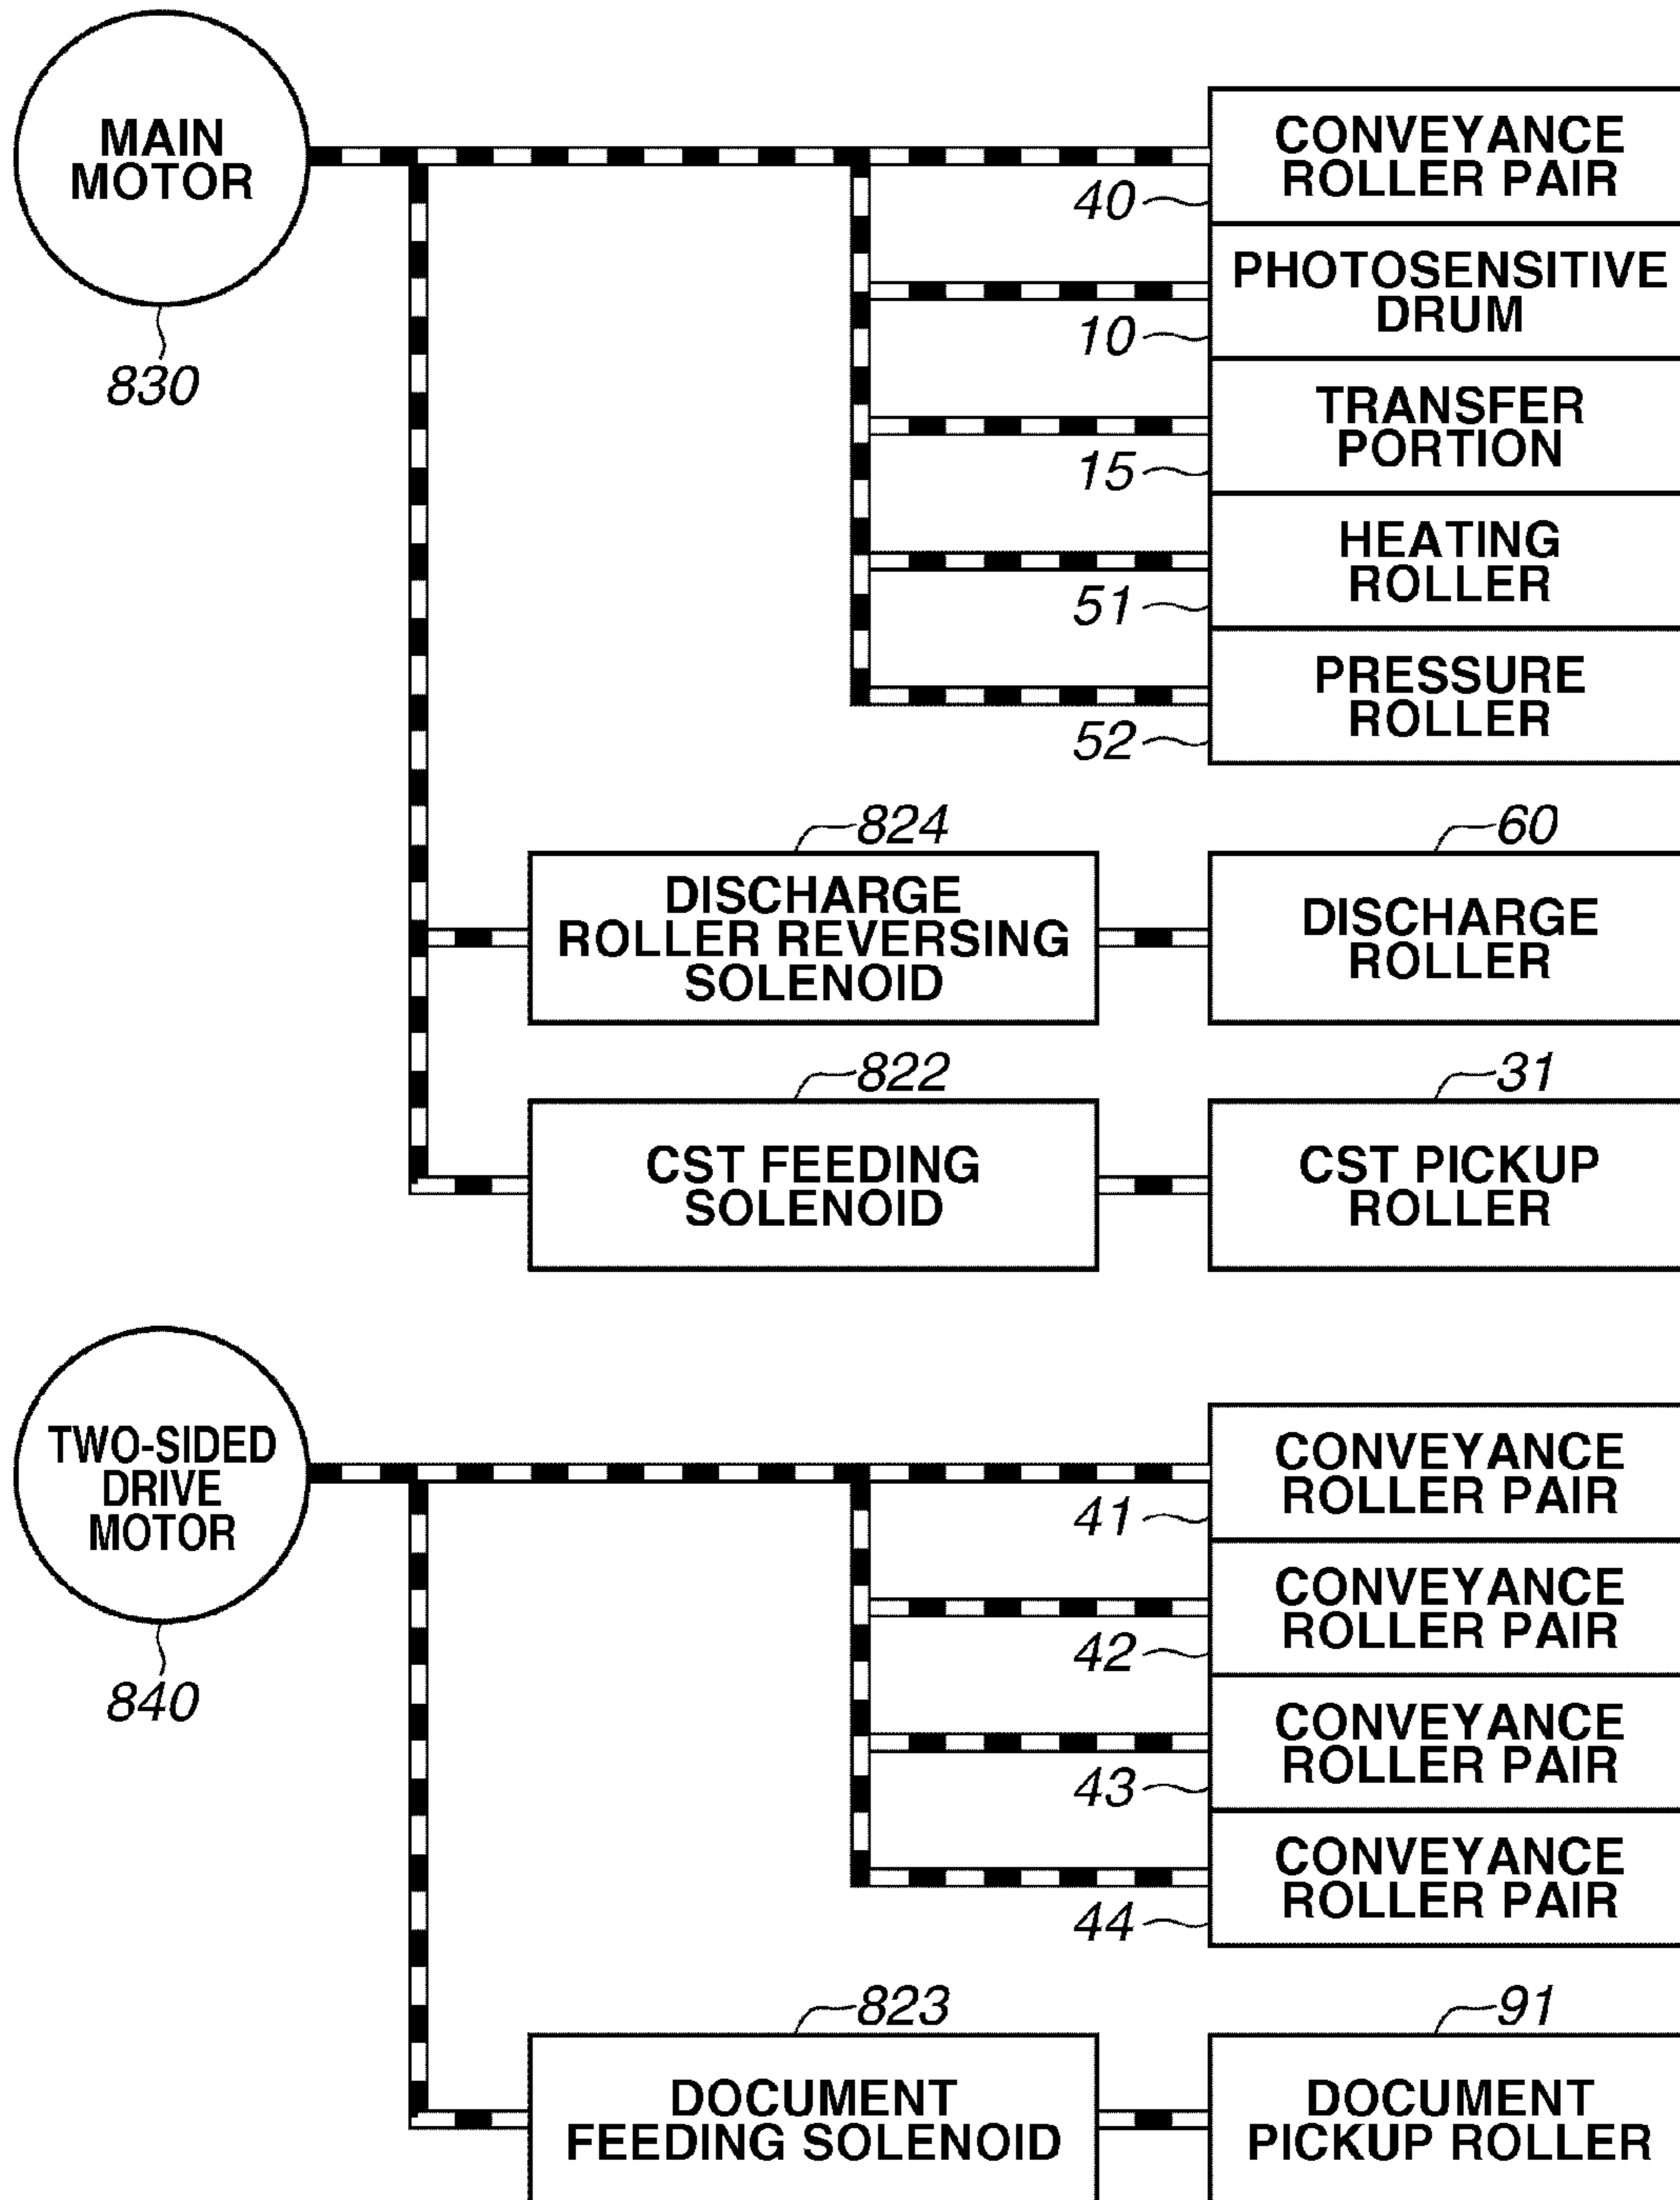 MAIN
MOTOR
830
CONVEYANCE
ROLLER PAIR
40
PHOTOSENSITIVE
DRUM
10
TRANSFER
PORTION
15
HEATING
ROLLER
51
PRESSURE
ROLLER
52
824
DISCHARGE
ROLLER REVERSING
SOLENOID
60
DISCHARGE
ROLLER
822
CST FEEDING
SOLENOID
31
CST PICKUP
ROLLER
TWO-SIDED
DRIVE
MOTOR
840
CONVEYANCE
ROLLER PAIR
41
CONVEYANCE
ROLLER PAIR
42
CONVEYANCE
ROLLER PAIR
43
CONVEYANCE
ROLLER PAIR
44
823
DOCUMENT
FEEDING SOLENOID
91
DOCUMENT
PICKUP ROLLER